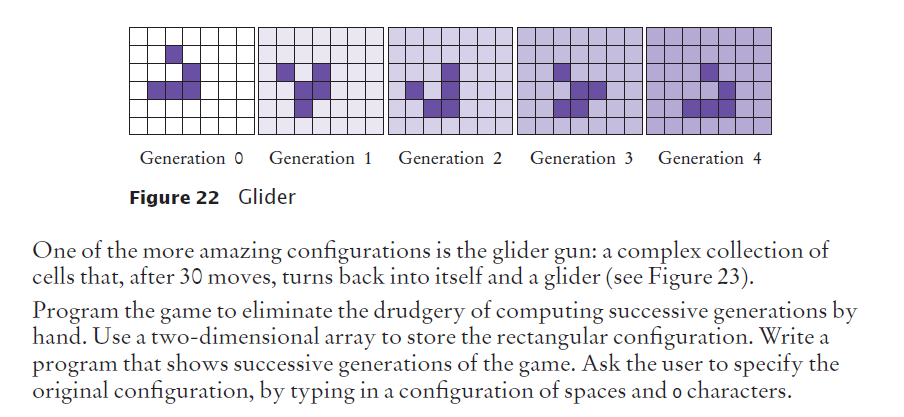 Generation 0 Generation 1 Generation 2 Generation 3 Generation 4
Figure 22 Glider
One of the more amazing configurations is the glider gun: a complex collection of
cells that, after 30 moves, turns back into itself and a glider (see Figure 23).
Program the game to eliminate the drudgery of computing successive generations by
hand. Use a two-dimensional array to store the rectangular configuration. Write a
program that shows successive generations of the game. Ask the user to specify the
original configuration, by typing in a configuration of spaces and o characters.